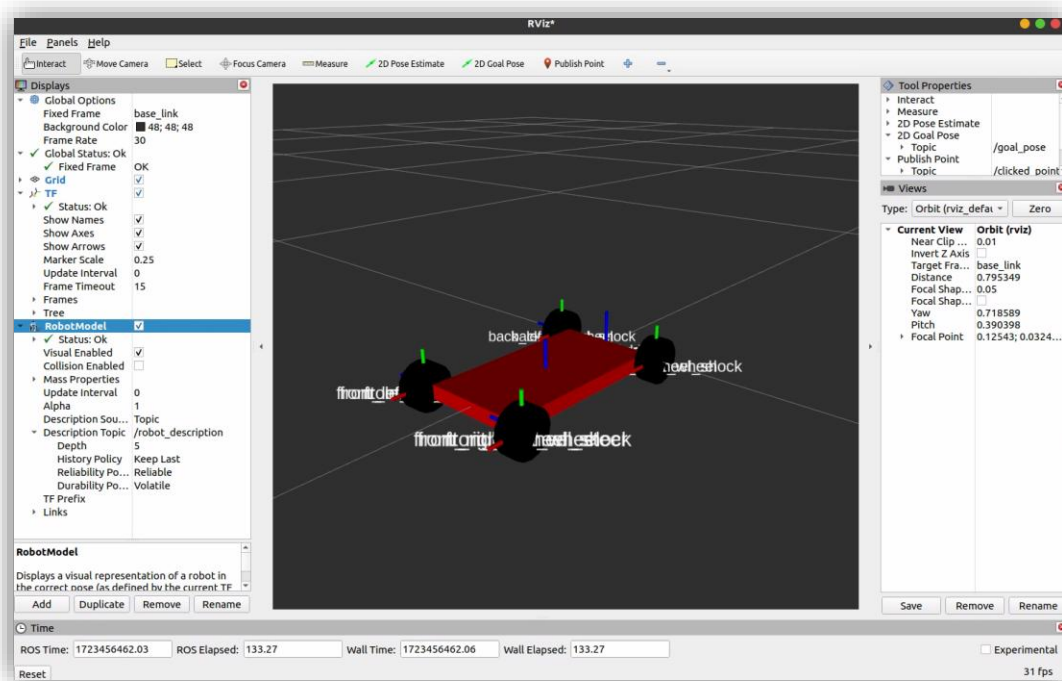 RViz*
File Panels Help
Interact Move Camera Select Focus Camera Measure 2D Pose Estimate 2D Goal Pose Publish Point
Displays
Global Options
Fixed Frame base_link
Background Color 48; 48; 48
Frame Rate 30
Global Status: Ok
Fixed Frame OK
Grid
TF
Status: Ok
Show Names
Show Axes
Show Arrows
Marker Scale 0.25
Update Interval 0
Frame Timeout 15
Frames
Tree
RobotModel
Status: Ok
Visual Enabled
Collision Enabled
Mass Properties
Update Interval 0
Alpha 1
Description Sou... Topic
Description Topic /robot_description
Depth 5
History Policy Keep Last
Reliability Po... Reliable
Durability Po... Volatile
TF Prefix
Links
RobotModel
Displays a visual representation of a robot in
the correct pose (as defined by the current TF
Add Duplicate Remove Rename
Tool Properties
Interact
Measure
2D Pose Estimate
2D Goal Pose
Topic /goal_pose
Publish Point
Topic /clicked_point
Views
Type: Orbit (rviz_defau Zero
Current View Orbit (rviz)
Near Clip ... 0.01
Invert Z Axis
Target Fra... base_link
Distance 0.795349
Focal Shap... 0.05
Focal Shap...
Yaw 0.718589
Pitch 0.390398
Focal Point 0.12543; 0.0324...
Save Remove Rename
Time
ROS Time: 1723456462.03 ROS Elapsed: 133.27 Wall Time: 1723456462.06 Wall Elapsed: 133.27 Experimental
Reset 31 fps